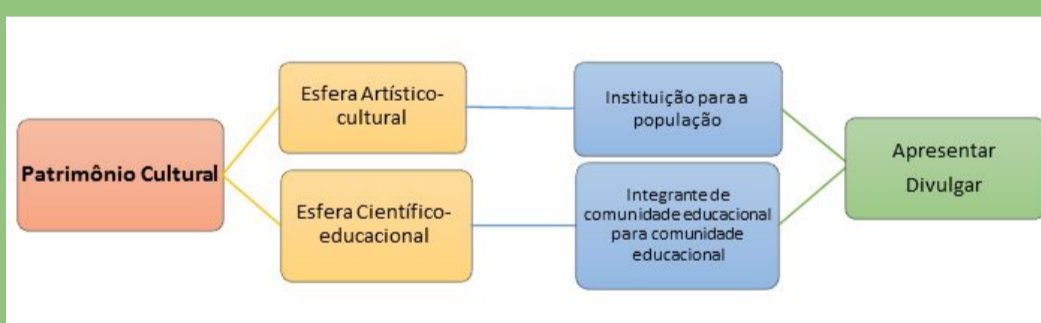 Patrimônio Cultural
Esfera Artístico-
cultural
Esfera Científico-
educacional
Instituição para a
população
Integrante de
comunidade educacional
para comunidade
educacional
Apresentar
Divulgar